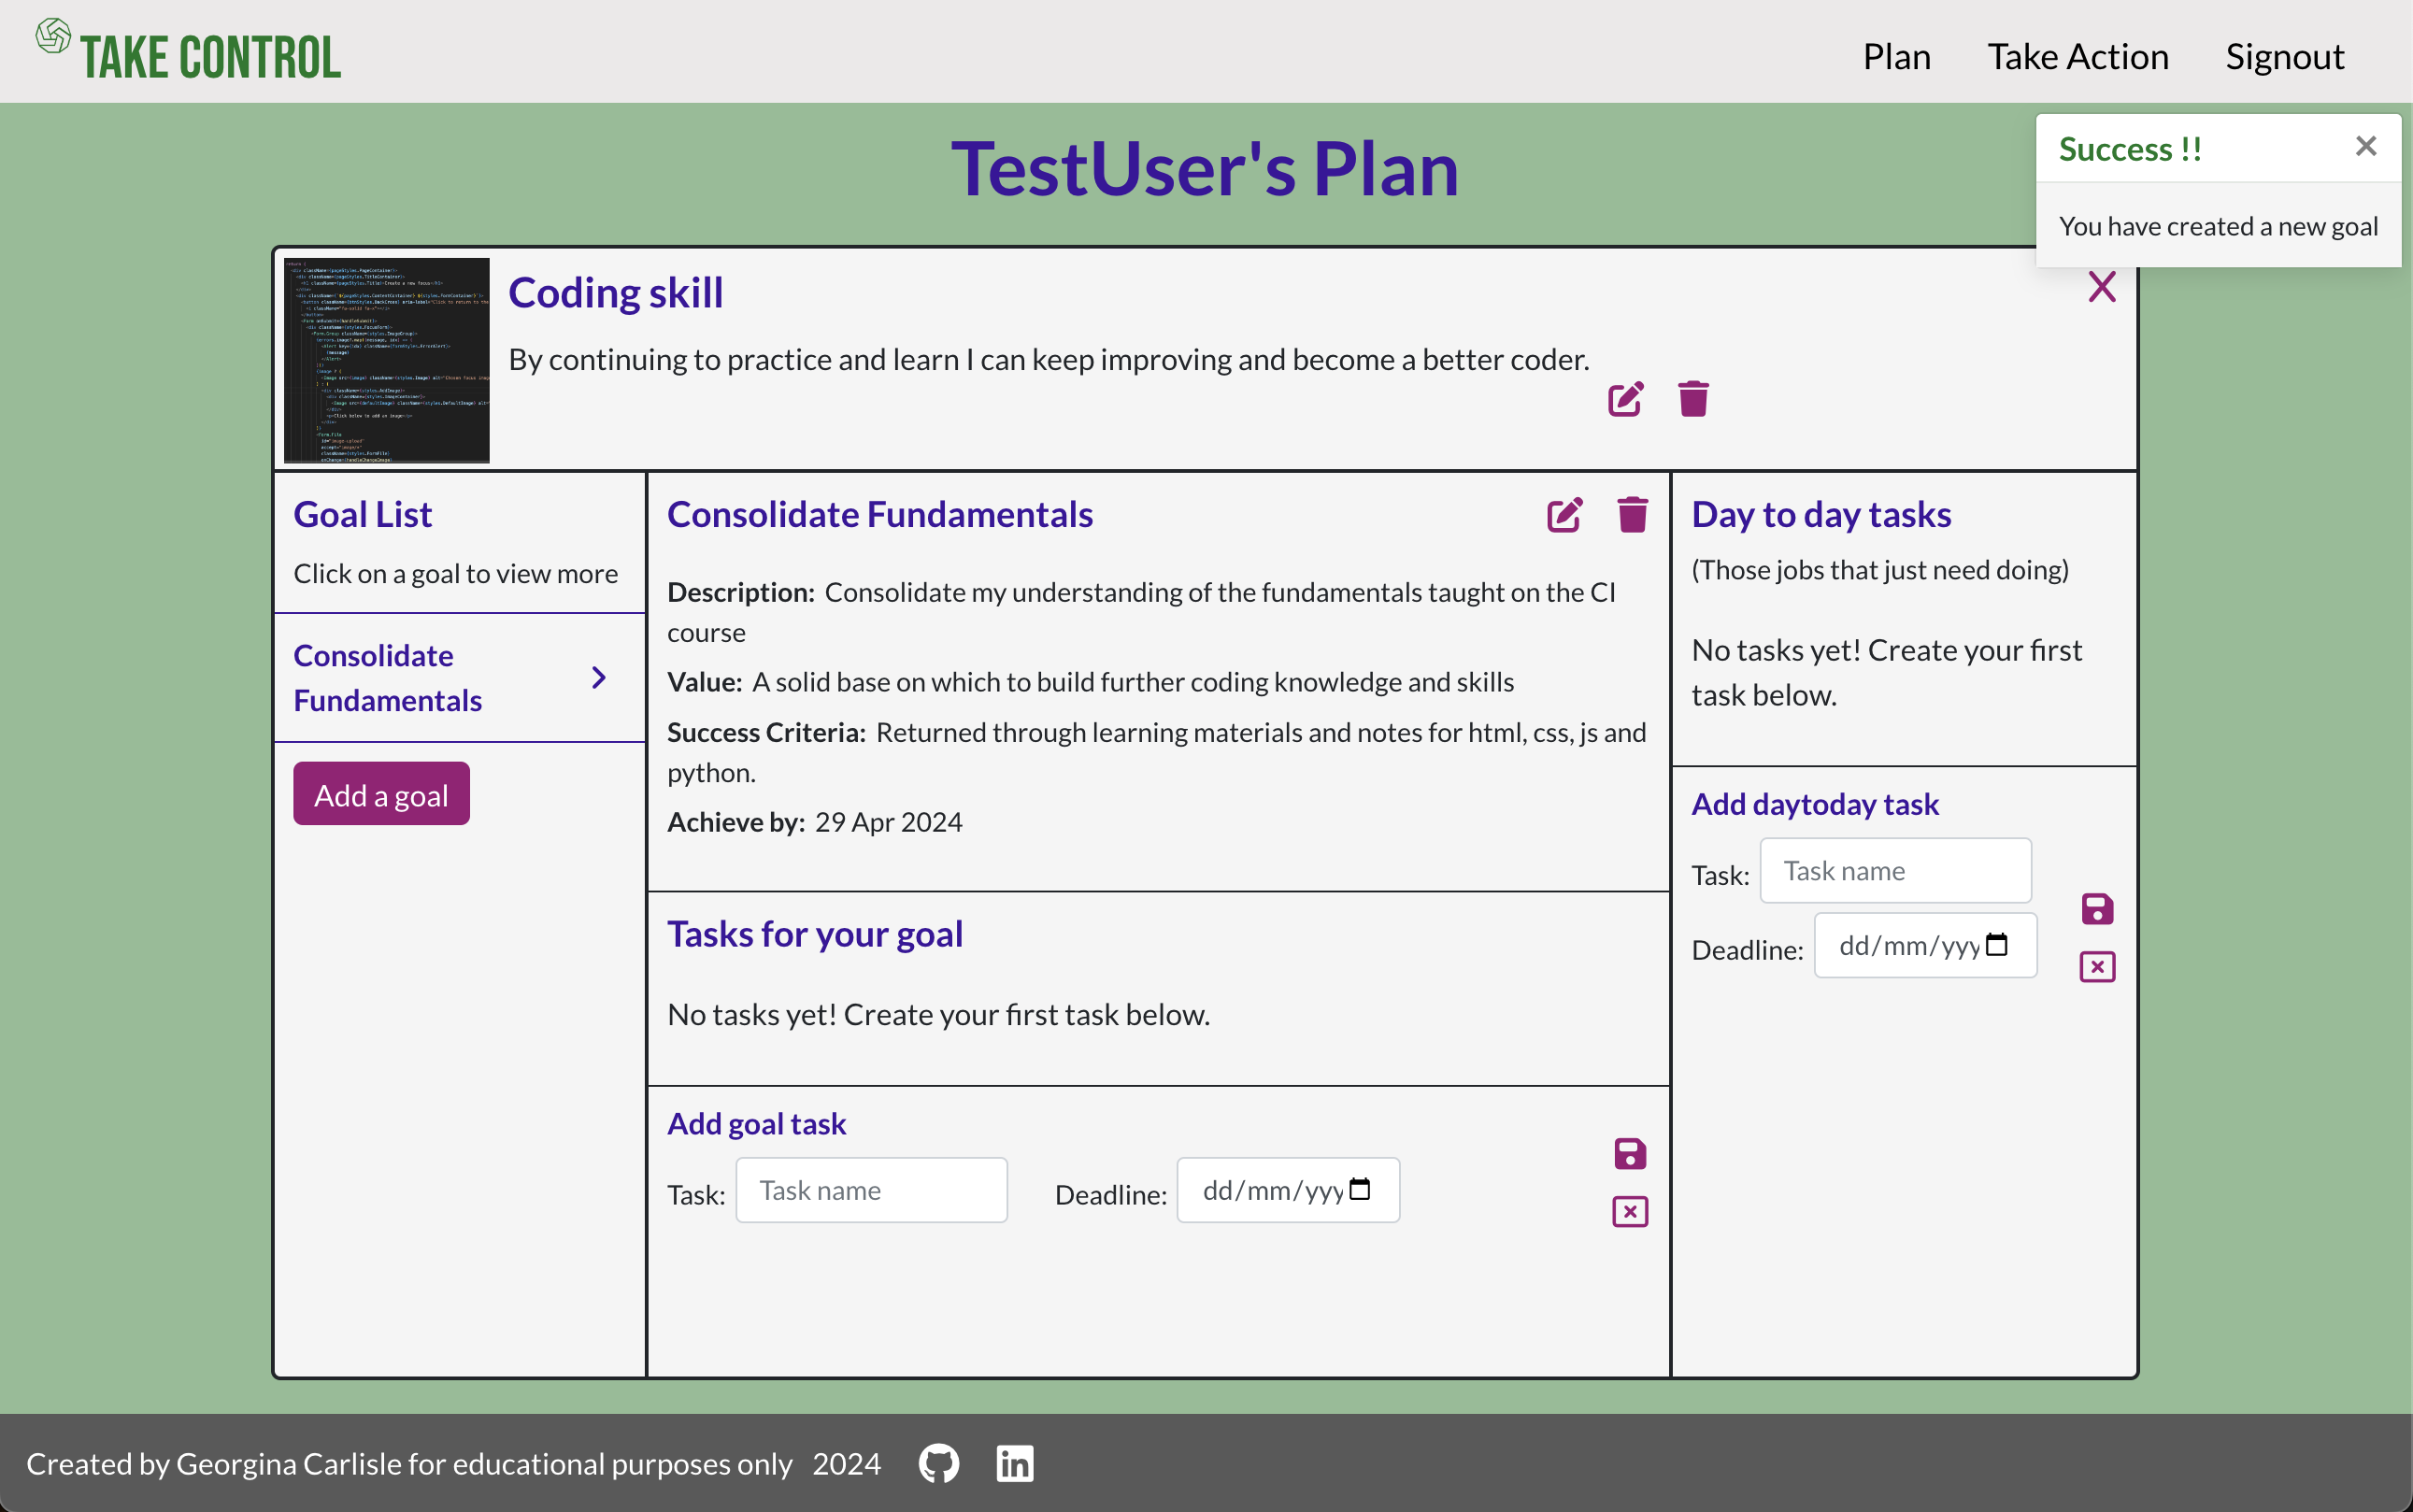 TAKE CONTROL
Plan
Take Action
Signout
TestUser's Plan
Success !!
You have created a new goal
Coding skill
By continuing to practice and learn I can keep improving and become a better coder.
Goal List
Click on a goal to view more
Consolidate
Fundamentals
Add a goal
Consolidate Fundamentals
Description: Consolidate my understanding of the fundamentals taught on the CI
course
Value: A solid base on which to build further coding knowledge and skills
Success Criteria: Returned through learning materials and notes for html, css, js and
python.
Achieve by: 29 Apr 2024
Tasks for your goal
No tasks yet! Create your first task below.
Add goal task
Task: Task name
Deadline: dd/mm/yyy
Day to day tasks
(Those jobs that just need doing)
No tasks yet! Create your first
task below.
Add daytoday task
Task: Task name
Deadline: dd/mm/yyy
Created by Georgina Carlisle for educational purposes only 2024